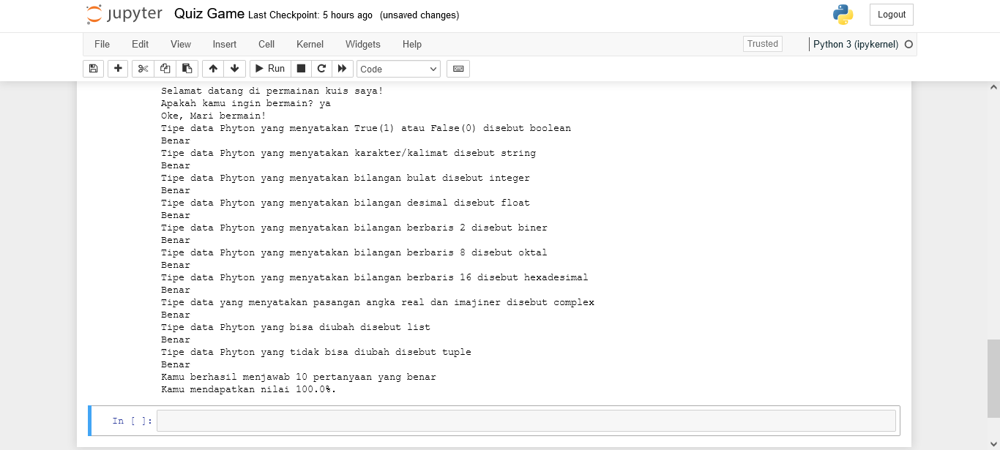 jupyter Quiz Game Last Checkpoint: 5 hours ago (unsaved changes) Logout
File Edit View Insert Cell Kernel Widgets Help Trusted Python 3 (ipykernel)
Run Code
Selamat datang di permainan kuis saya!
Apakah kamu ingin bermain? ya
Oke, Mari bermain!
Tipe data Phyton yang menyatakan True(1) atau False(0) disebut boolean
Benar
Tipe data Phyton yang menyatakan karakter/kalimat disebut string
Benar
Tipe data Phyton yang menyatakan bilangan bulat disebut integer
Benar
Tipe data Phyton yang menyatakan bilangan desimal disebut float
Benar
Tipe data Phyton yang menyatakan bilangan berbaris 2 disebut biner
Benar
Tipe data Phyton yang menyatakan bilangan berbaris 8 disebut oktal
Benar
Tipe data Phyton yang menyatakan bilangan berbaris 16 disebut hexadesimal
Benar
Tipe data yang menyatakan pasangan angka real dan imajiner disebut complex
Benar
Tipe data Phyton yang bisa diubah disebut list
Benar
Tipe data Phyton yang tidak bisa diubah disebut tuple
Benar
Kamu berhasil menjawab 10 pertanyaan yang benar
Kamu mendapatkan nilai 100.0%.
In [ ]: